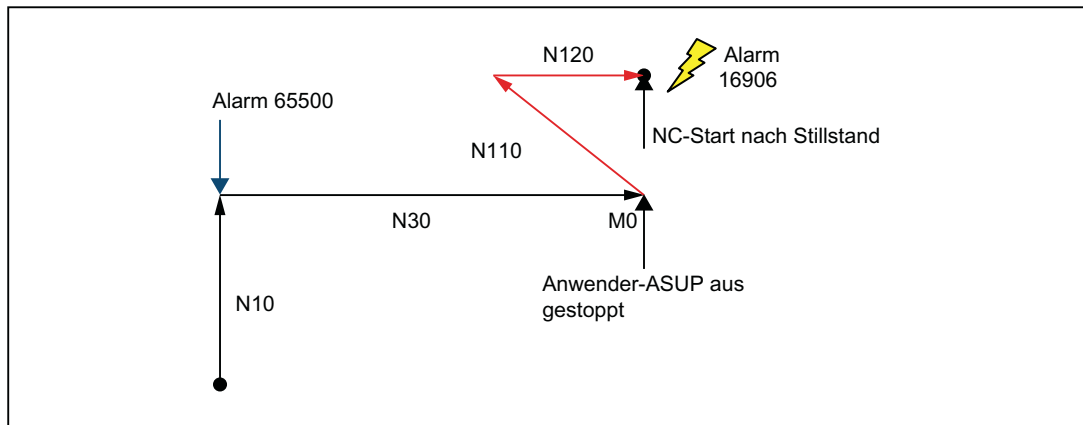 N120
Alarm
16906
Alarm 65500
NC-Start nach Stillstand
N110
N30
M0
Anwender-ASUP aus
gestoppt
N10